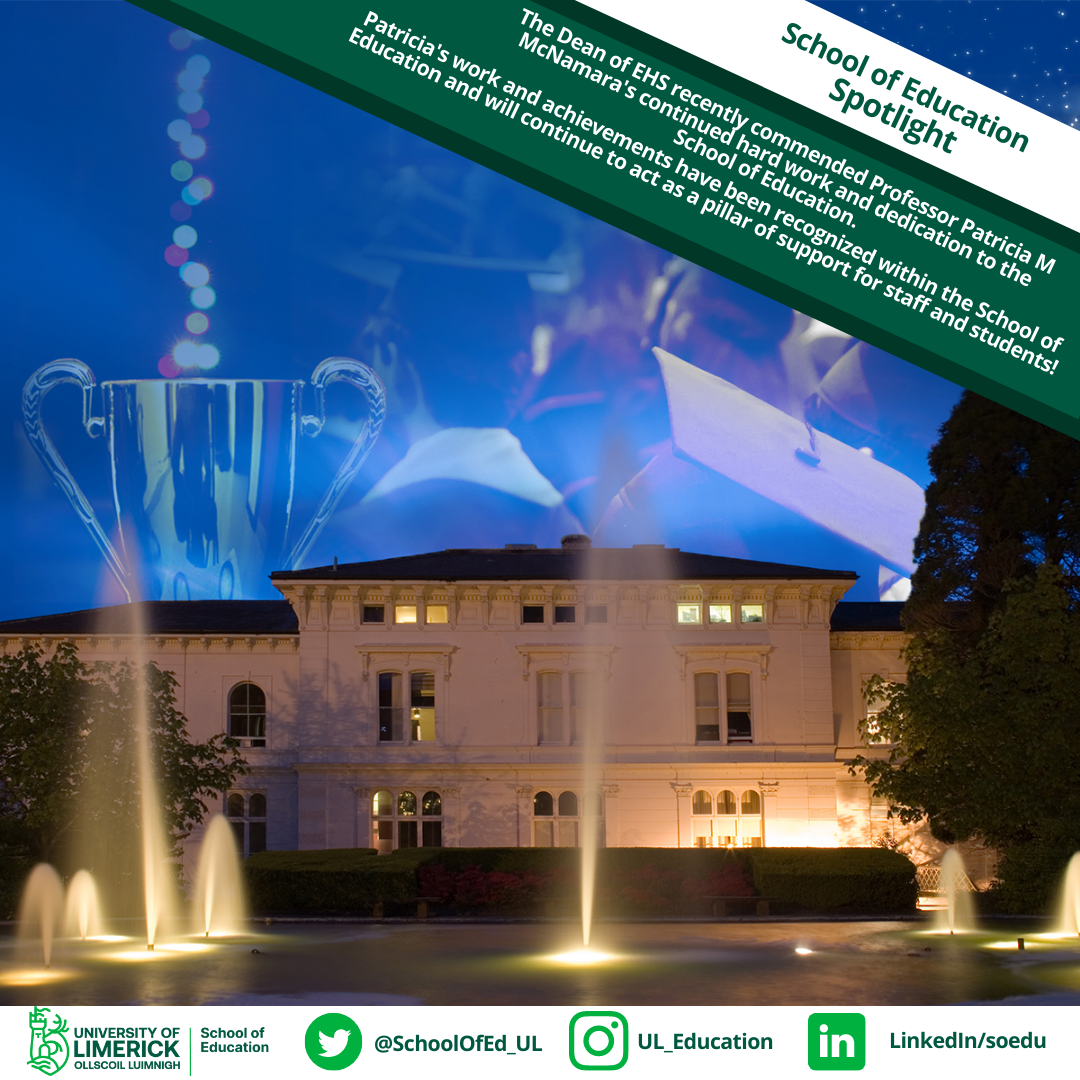 School of Education
Spotlight
The Dean of EHS recently commended Professor Patricia M
McNamara's continued hard work and dedication to the
School of Education.
Patricia's work and achievements have been recognized within the School of
Education and will continue to act as a pillar of support for staff and students!
UNIVERSITY OF
LIMERICK
OLLSCOIL LUIMNIGH
School of
Education
@SchoolOfEd_UL
UL_Education
in
LinkedIn/soedu